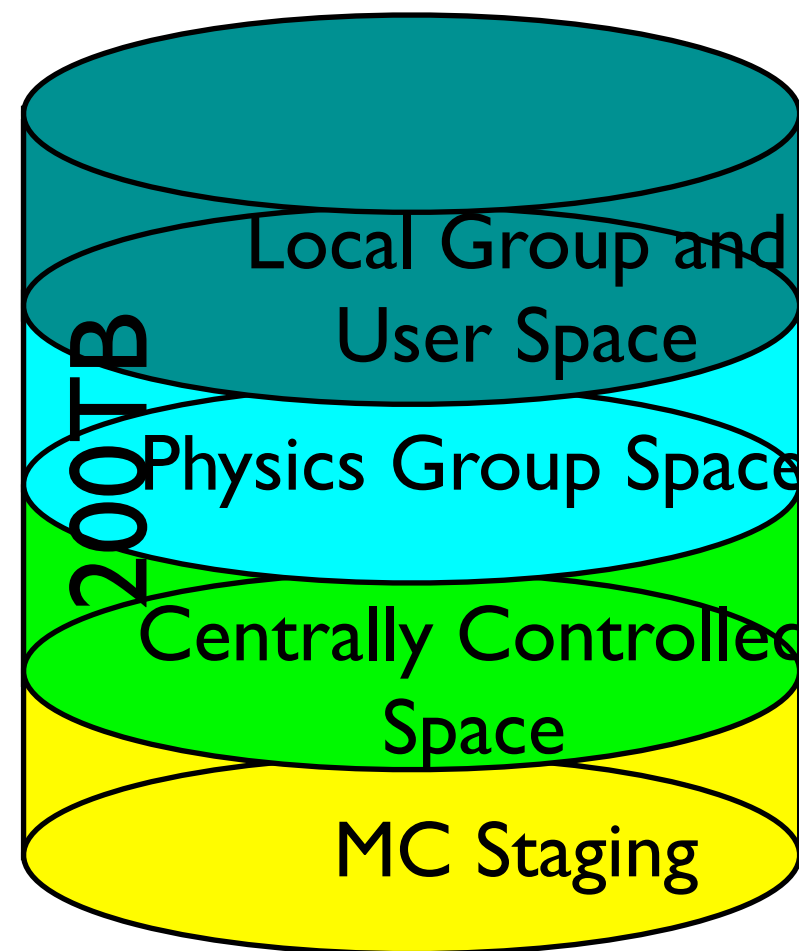 Local Group and
User Space
200TB
Physics Group Space
Centrally Controlled
Space
MC Staging